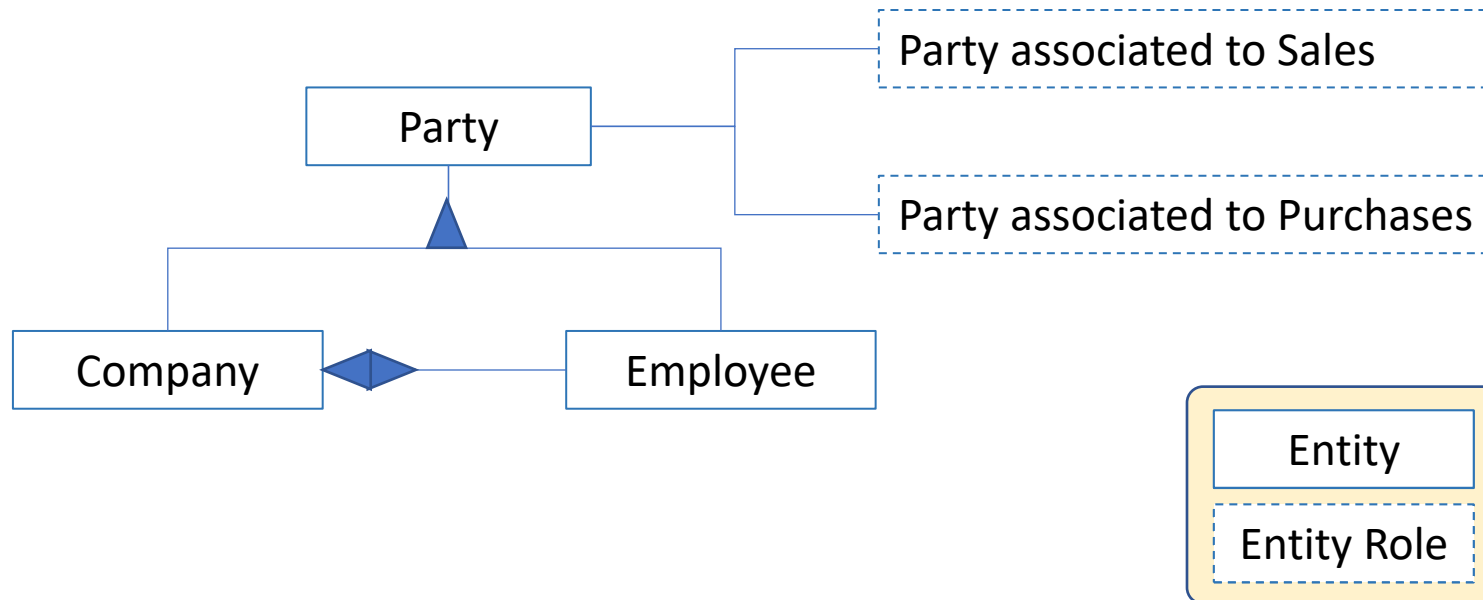 Party associated to Sales
Party
Party associated to Purchases
Company
Employee
Entity
Entity Role